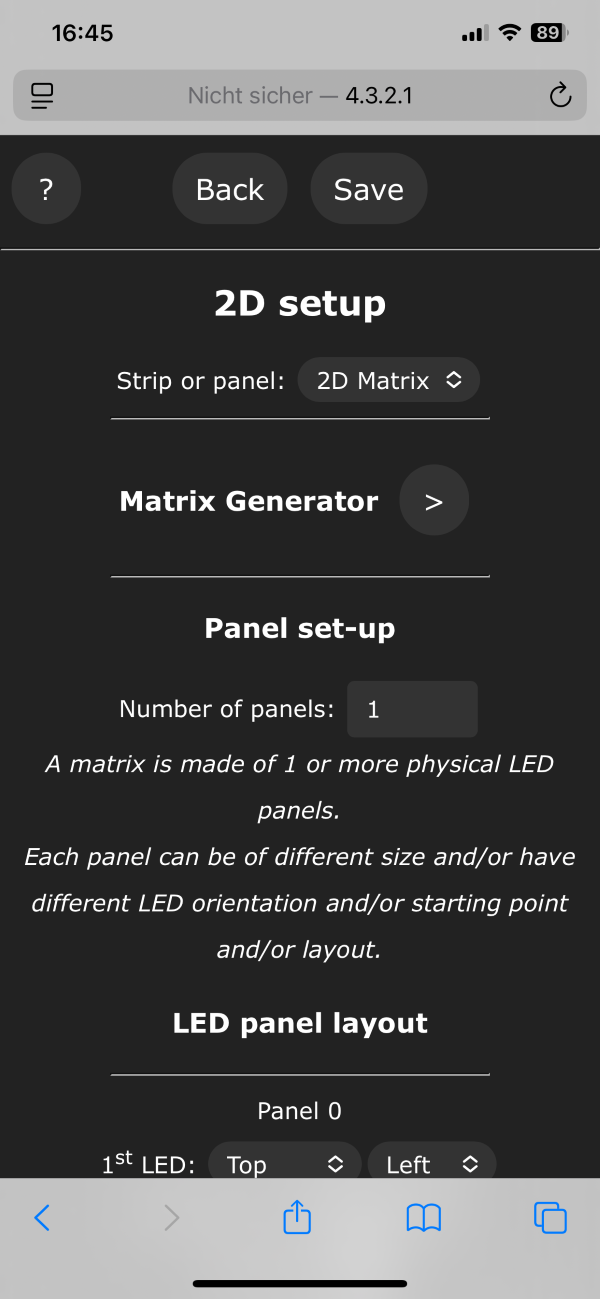 16:45
89
Nicht sicher — 4.3.2.1
? Back Save
2D setup
Strip or panel: 2D Matrix
Matrix Generator >
Panel set-up
Number of panels: 1
A matrix is made of 1 or more physical LED
panels.
Each panel can be of different size and/or have
different LED orientation and/or starting point
and/or layout.
LED panel layout
Panel 0
1st LED: Top Left